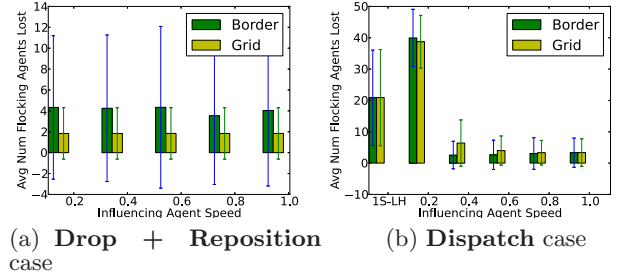 Avg Num Flocking Agents Lost
14
12
10
8
6
4
2
0
−2
−4
Border
Grid
0.2 0.4 0.6 0.8 1.0
Influencing Agent Speed
(a) Drop + Reposition
case
Avg Num Flocking Agents Lost
60
50
40
30
20
10
0
−10
Border
Grid
1S-LH 0.2 0.4 0.6 0.8 1.0
Influencing Agent Speed
(b) Dispatch case